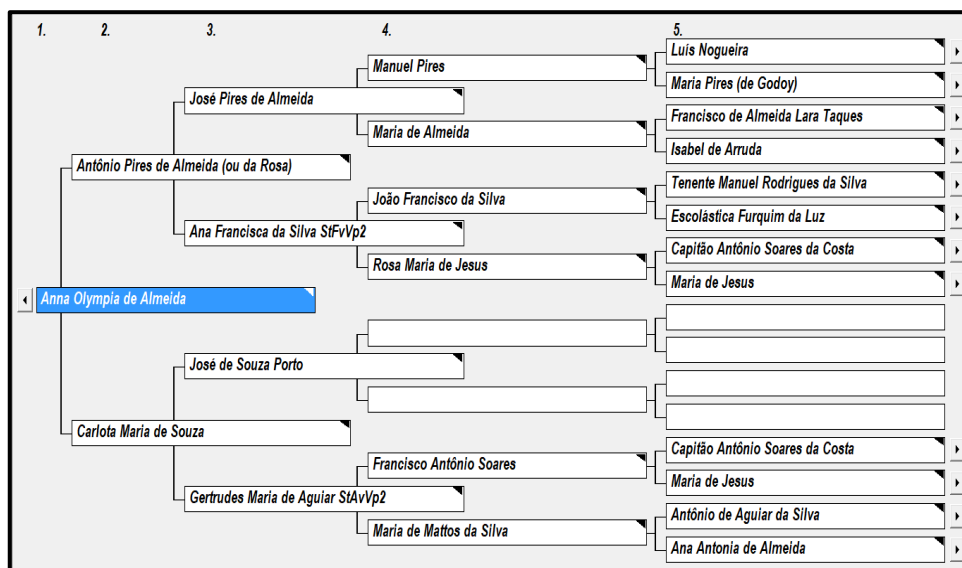 1. 2. 3. 4. 5.
Luís Nogueira
Manuel Pires
Maria Pires (de Godoy)
José Pires de Almeida
Francisco de Almeida Lara Taques
Maria de Almeida
Isabel de Arruda
Antônio Pires de Almeida (ou da Rosa)
Tenente Manuel Rodrigues da Silva
João Francisco da Silva
Escolástica Furquim da Luz
Ana Francisca da Silva StFvVp2
Capitão Antônio Soares da Costa
Rosa Maria de Jesus
Maria de Jesus
Anna Olympia de Almeida
José de Souza Porto
Carlota Maria de Souza
Capitão Antônio Soares da Costa
Francisco Antônio Soares
Maria de Jesus
Gertrudes Maria de Aguiar StAvVp2
Antônio de Aguiar da Silva
Maria de Mattos da Silva
Ana Antonia de Almeida